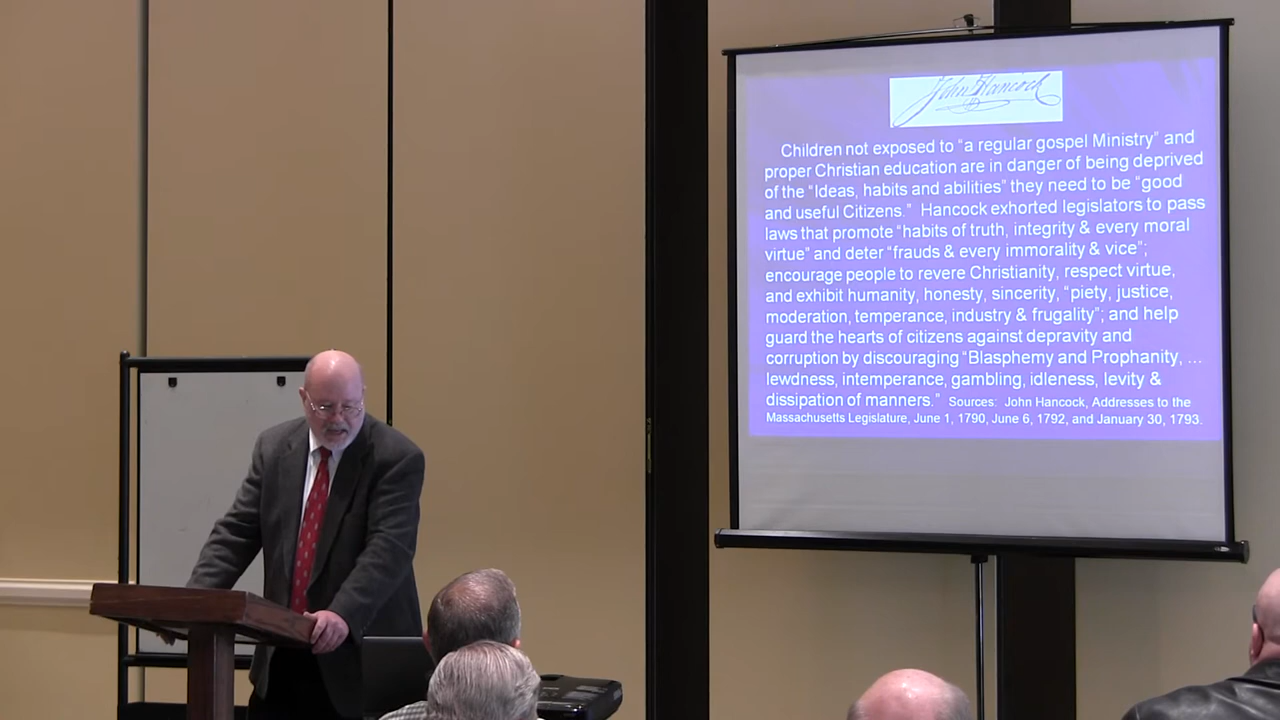 John Hancock
Children not exposed to “a regular gospel Ministry” and
proper Christian education are in danger of being deprived
of the “Ideas, habits and abilities” they need to be “good
and useful Citizens.” Hancock exhorted legislators to pass
laws that promote “habits of truth, integrity & every moral
virtue” and deter “frauds & every immorality & vice”;
encourage people to revere Christianity, respect virtue,
and exhibit humanity, honesty, sincerity, “piety, justice,
moderation, temperance, industry & frugality”; and help
guard the hearts of citizens against depravity and
corruption by discouraging “Blasphemy and Prophanity, ...
lewdness, intemperance, gambling, idleness, levity &
dissipation of manners.” Sources: John Hancock, Addresses to the
Massachusetts Legislature, June 1, 1790, June 6, 1792, and January 30, 1793.